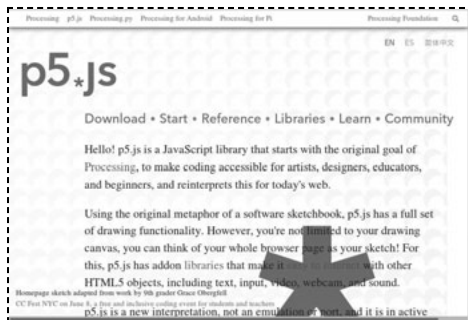 Processing p5.js Processing.py Processing for Android Processing for Pi Processing Foundation
EN ES 简体中文
p5*js
Download * Start * Reference * Libraries * Learn * Community
Hello! p5.js is a JavaScript library that starts with the original goal of
Processing, to make coding accessible for artists, designers, educators,
and beginners, and reinterprets this for today's web.
Using the original metaphor of a software sketchbook, p5.js has a full set
of drawing functionality. However, you're not limited to your drawing
canvas, you can think of your whole browser page as your sketch! For
this, p5.js has addon libraries that make it easy to interact with other
HTML5 objects, including text, input, video, webcam, and sound.
Homepage sketch adapted from work by 9th grader Grace Obergfell
CC Fest NYC on June 8, a free and inclusive coding event for students and teachers
p5.js is a new interpretation, not an emulation or port, and it is in active